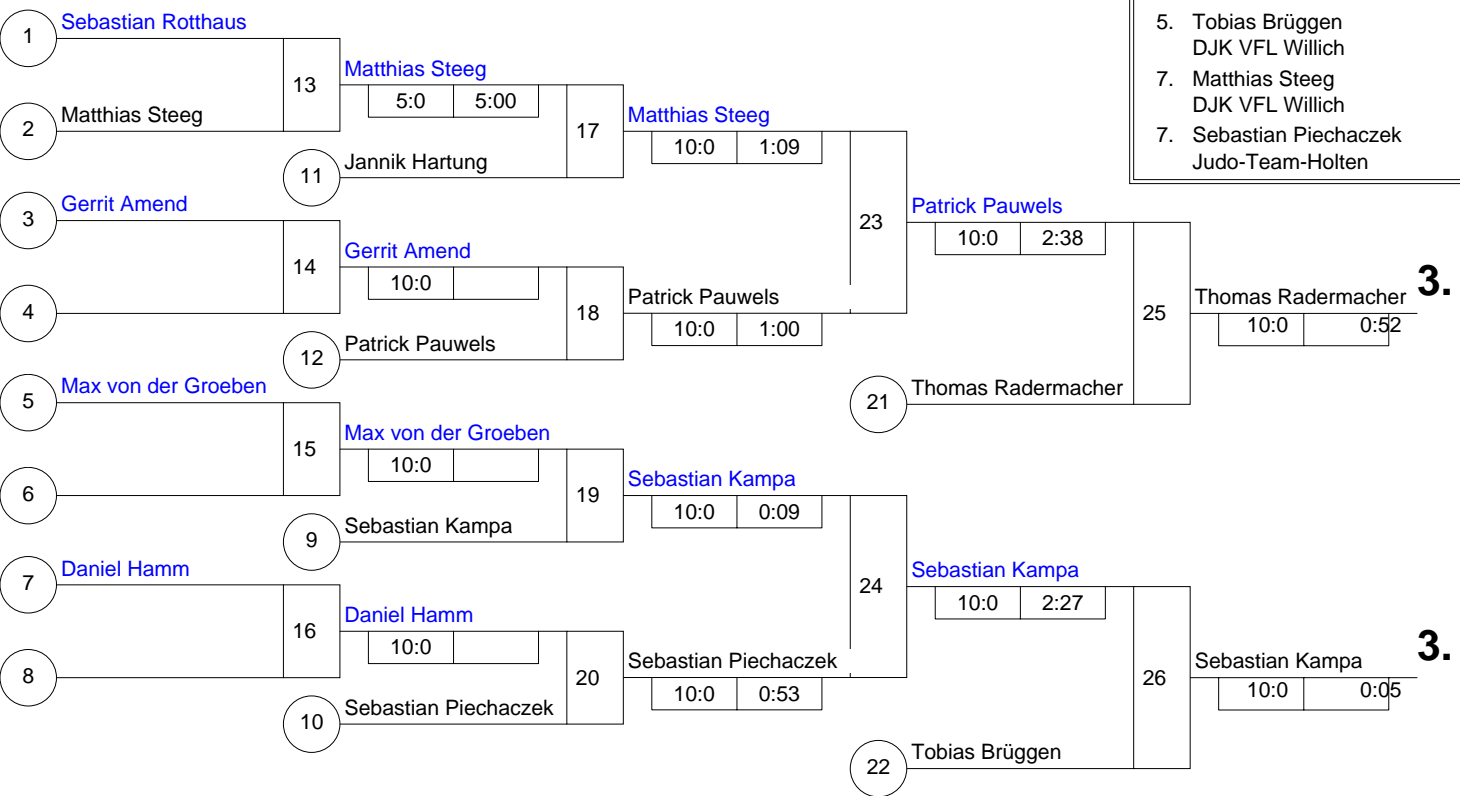 1
Sebastian Rotthaus
13
2
Matthias Steeg
Matthias Steeg
5:0 5:00
17
11
Jannik Hartung
Matthias Steeg
10:0 1:09
3
Gerrit Amend
14
4
Gerrit Amend
10:0
18
12
Patrick Pauwels
Patrick Pauwels
10:0 1:00
23
Patrick Pauwels
10:0 2:38
25
21
Thomas Radermacher
Thomas Radermacher
10:0 0:52
3.
5
Max von der Groeben
15
6
Max von der Groeben
10:0
19
9
Sebastian Kampa
Sebastian Kampa
10:0 0:09
7
Daniel Hamm
16
8
Daniel Hamm
10:0
20
10
Sebastian Piechaczek
Sebastian Piechaczek
10:0 0:53
24
Sebastian Kampa
10:0 2:27
26
22
Tobias Brüggen
Sebastian Kampa
10:0 0:05
3.
5. Tobias Brüggen
DJK VFL Willich
7. Matthias Steeg
DJK VFL Willich
7. Sebastian Piechaczek
Judo-Team-Holten